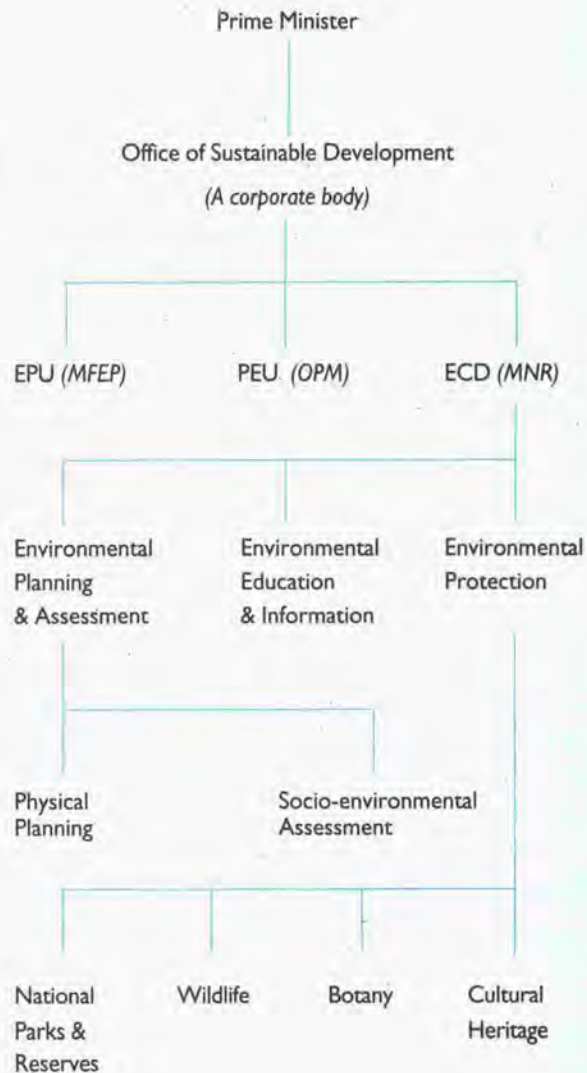 Prime Minister
Office of Sustainable Development
(A corporate body)
EPU (MFEP)
PEU (OPM)
ECD (MNR)
Environmental
Planning
& Assessment
Environmental
Education
& Information
Environmental
Protection
Physical
Planning
Socio-environmental
Assessment
National
Parks &
Reserves
Wildlife
Botany
Cultural
Heritage